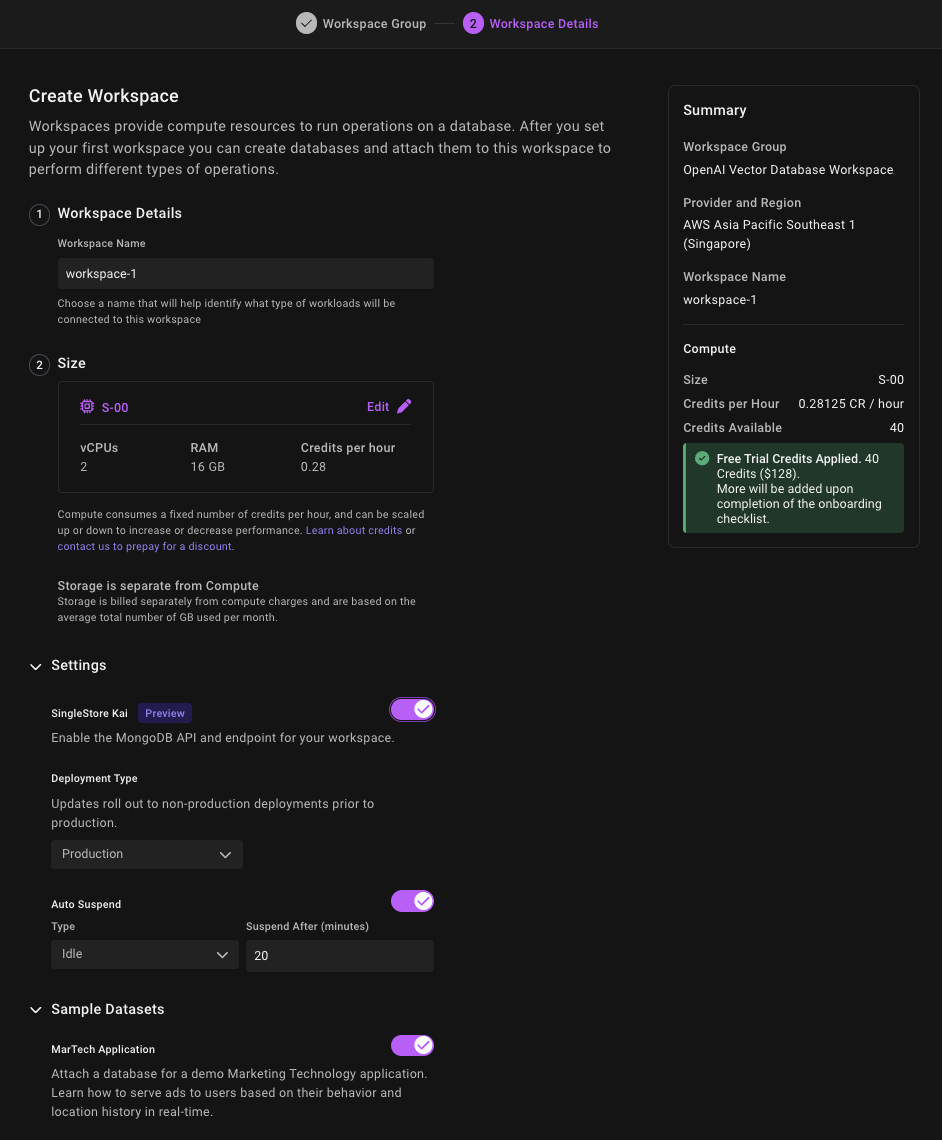 Workspace Group
2 Workspace Details
Create Workspace
Workspaces provide compute resources to run operations on a database. After you set
up your first workspace you can create databases and attach them to this workspace to
perform different types of operations.
1 Workspace Details
Workspace Name
workspace-1
Choose a name that will help identify what type of workloads will be
connected to this workspace
2 Size
S-00 Edit
vCPUs RAM Credits per hour
2 16 GB 0.28
Compute consumes a fixed number of credits per hour, and can be scaled
up or down to increase or decrease performance. Learn about credits or
contact us to prepay for a discount.
Storage is separate from Compute
Storage is billed separately from compute charges and are based on the
average total number of GB used per month.
Settings
SingleStore Kai Preview
Enable the MongoDB API and endpoint for your workspace.
Deployment Type
Updates roll out to non-production deployments prior to
production.
Production
Auto Suspend
Type Suspend After (minutes)
Idle 20
Sample Datasets
MarTech Application
Attach a database for a demo Marketing Technology application.
Learn how to serve ads to users based on their behavior and
location history in real-time.
Summary
Workspace Group
OpenAI Vector Database Workspace
Provider and Region
AWS Asia Pacific Southeast 1
(Singapore)
Workspace Name
workspace-1
Compute
Size S-00
Credits per Hour 0.28125 CR / hour
Credits Available 40
Free Trial Credits Applied. 40
Credits ($128).
More will be added upon
completion of the onboarding
checklist.